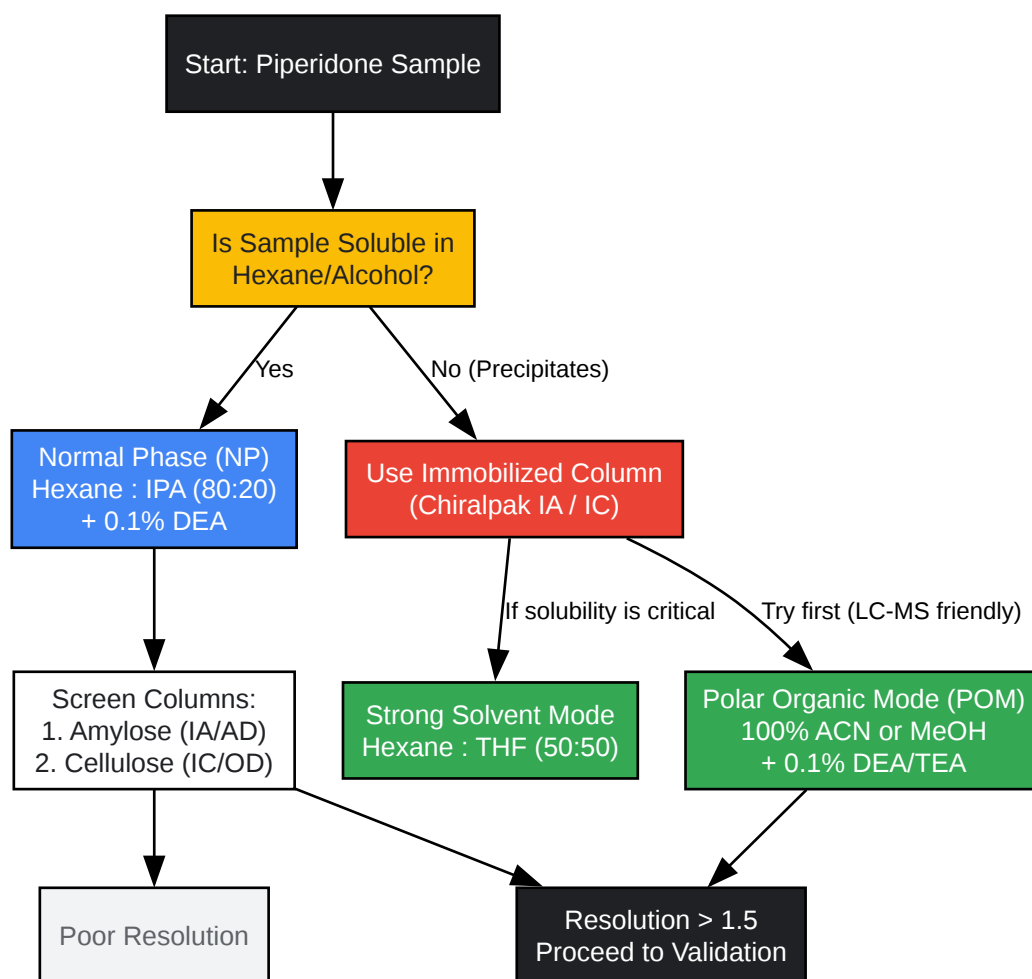 Start: Piperidone Sample
Is Sample Soluble in
Hexane/Alcohol?
Yes
No (Precipitates)
Normal Phase (NP)
Hexane : IPA (80:20)
+ 0.1% DEA
Use Immobilized Column
(Chiralpak IA / IC)
If solubility is critical
Try first (LC-MS friendly)
Screen Columns:
1. Amylose (IA/AD)
2. Cellulose (IC/OD)
Strong Solvent Mode
Hexane : THF (50:50)
Polar Organic Mode (POM)
100% ACN or MeOH
+ 0.1% DEA/TEA
Poor Resolution
Resolution > 1.5
Proceed to Validation